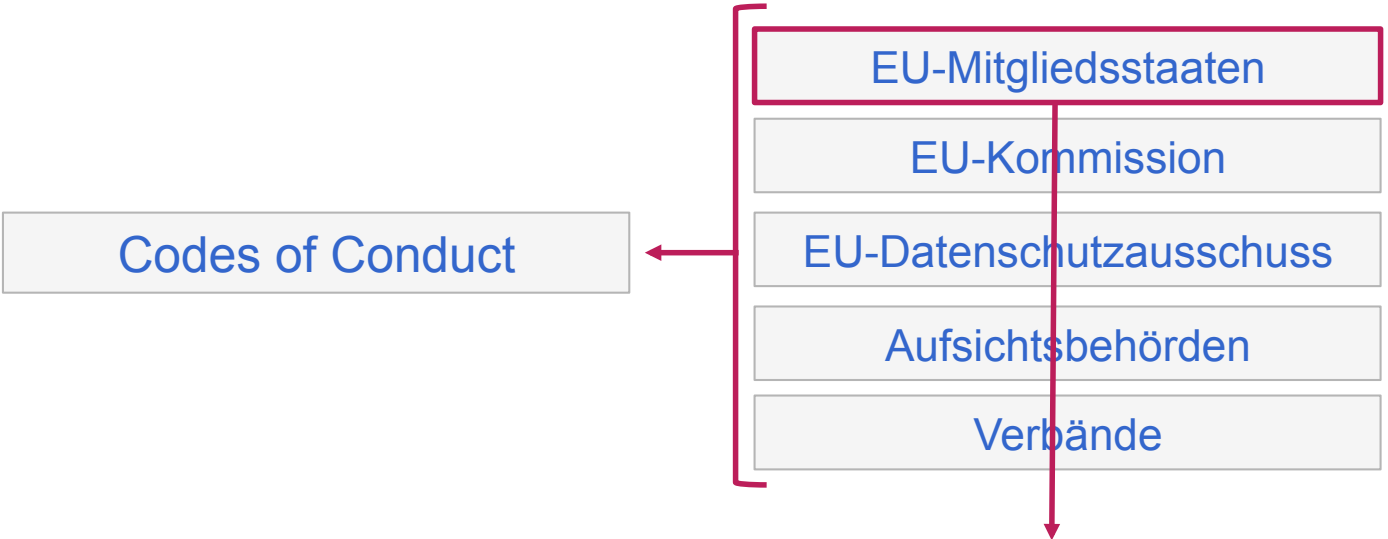 EU-Mitgliedsstaaten
EU-Kommission
Codes of Conduct
EU-Datenschutzausschuss
Aufsichtsbehörden
Verbände